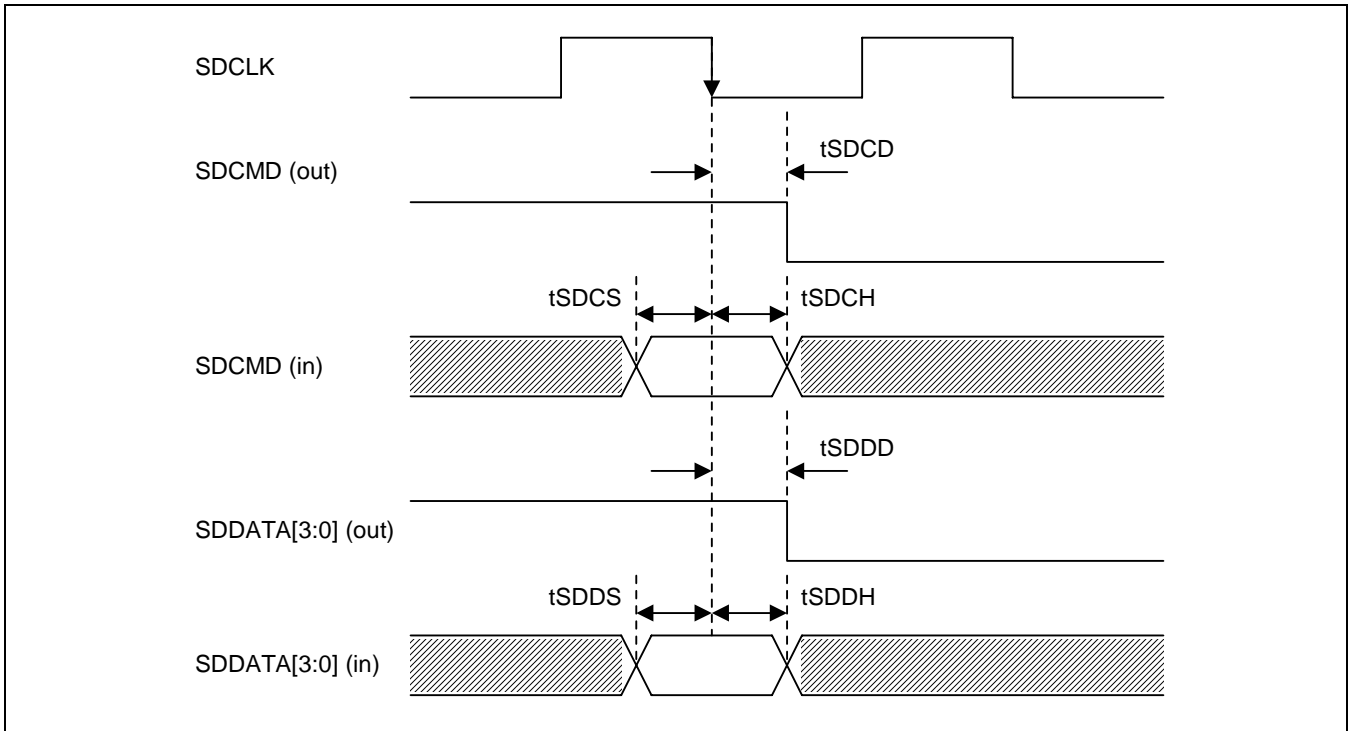 SDCLK
tSDCD
SDCMD (out)
tSDCS
tSDCH
SDCMD (in)
tSDDD
SDDATA[3:0] (out)
tSDDS
tSDDH
SDDATA[3:0] (in)